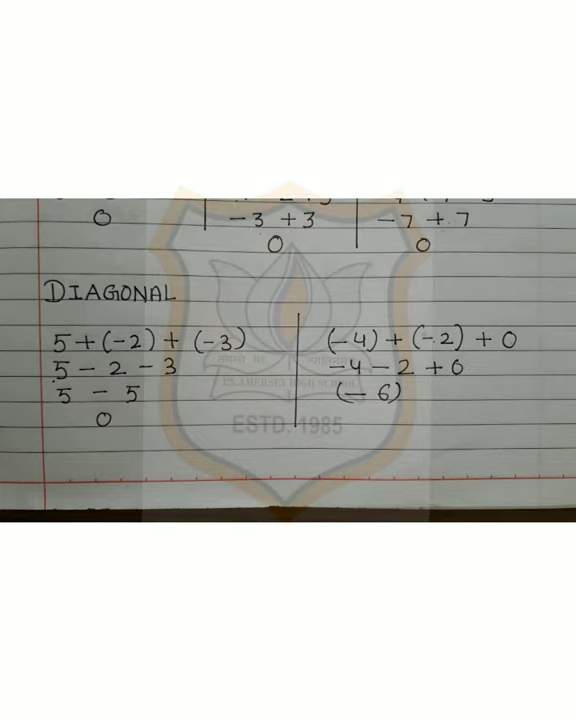 0 -3 +3 -7 +7
0 0
DIAGONAL
5+(-2) + (-3) (-4) + (-2) + 0
5 - 2 - 3 -4 - 2 + 0
5 - 5 (- 6)
0
ESTD. 1985